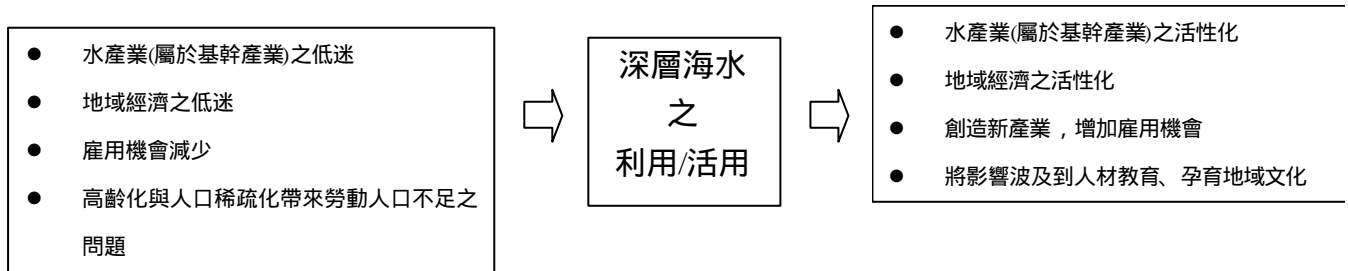 ● 水產業(屬於基幹產業)之低迷
● 地域經濟之低迷
● 雇用機會減少
● 高齡化與人口稀疏化帶來勞動人口不足之
問題
深層海水
之
利用/活用
● 水產業(屬於基幹產業)之活性化
● 地域經濟之活性化
● 創造新產業，增加雇用機會
● 將影響波及到人材教育、孕育地域文化